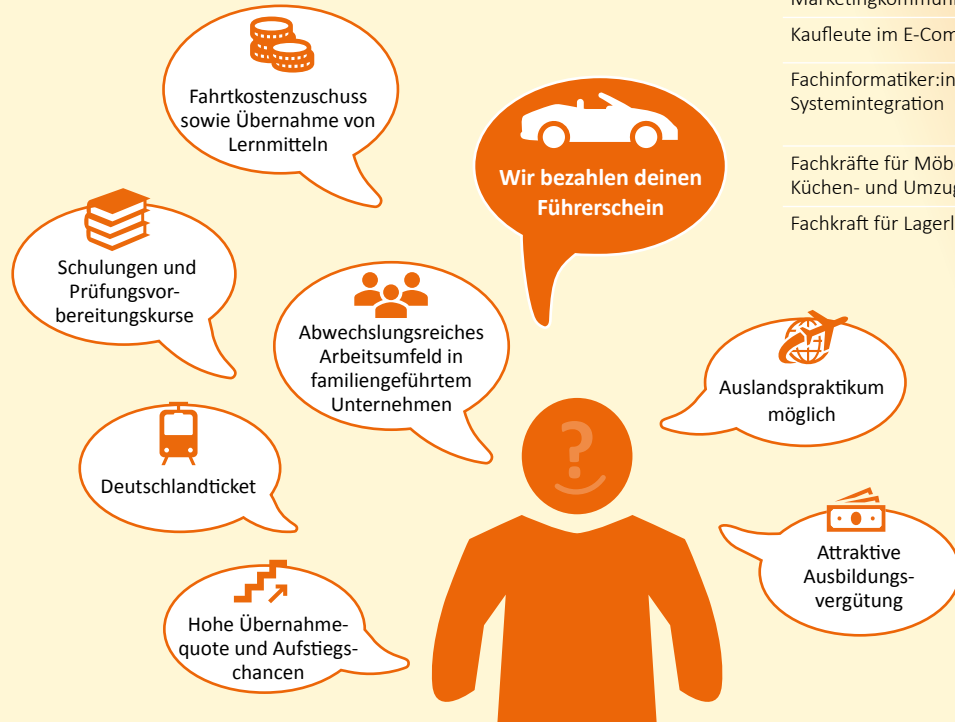 Fahrtkostenzuschuss
sowie Übernahme von
Lernmitteln
Wir bezahlen deinen
Führerschein
Schulungen und
Prüfungsvor-
bereitungskurse
Abwechslungsreiches
Arbeitsumfeld in
familiengeführtem
Unternehmen
Auslandspraktikum
möglich
Deutschlandticket
?
Attraktive
Ausbildungs-
vergütung
Hohe Übernahme-
quote und Aufstiegs-
chancen
Kaufleute im E-Com
Fachinformatiker:in
Systemintegration
Fachkräfte für Möb
Küchen- und Umzug
Fachkraft für Lagerl